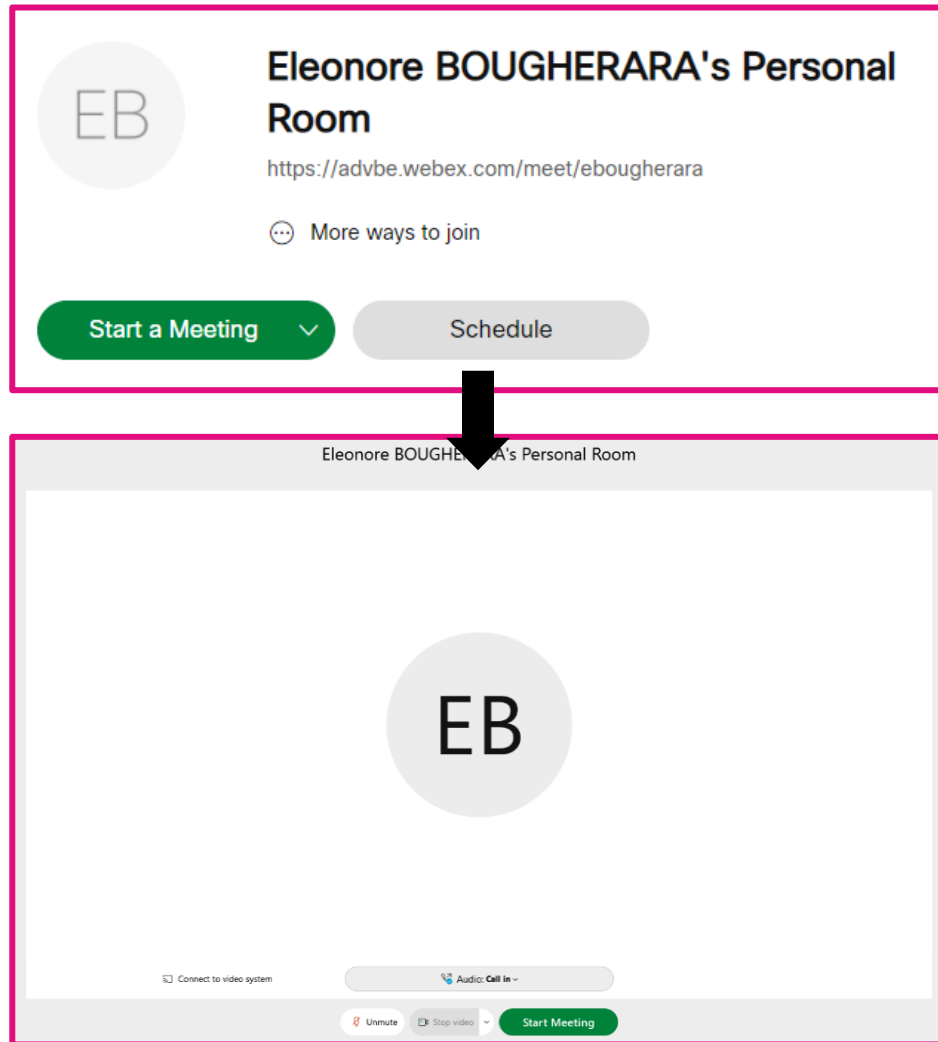 EB
Eleonore BOUGHERARA's Personal
Room
https://advbe.webex.com/meet/ebougherara
More ways to join
Start a Meeting
Schedule
Eleonore BOUGHERARA's Personal Room
EB
Connect to video system
Audio: Call in
Unmute
Stop video
Start Meeting